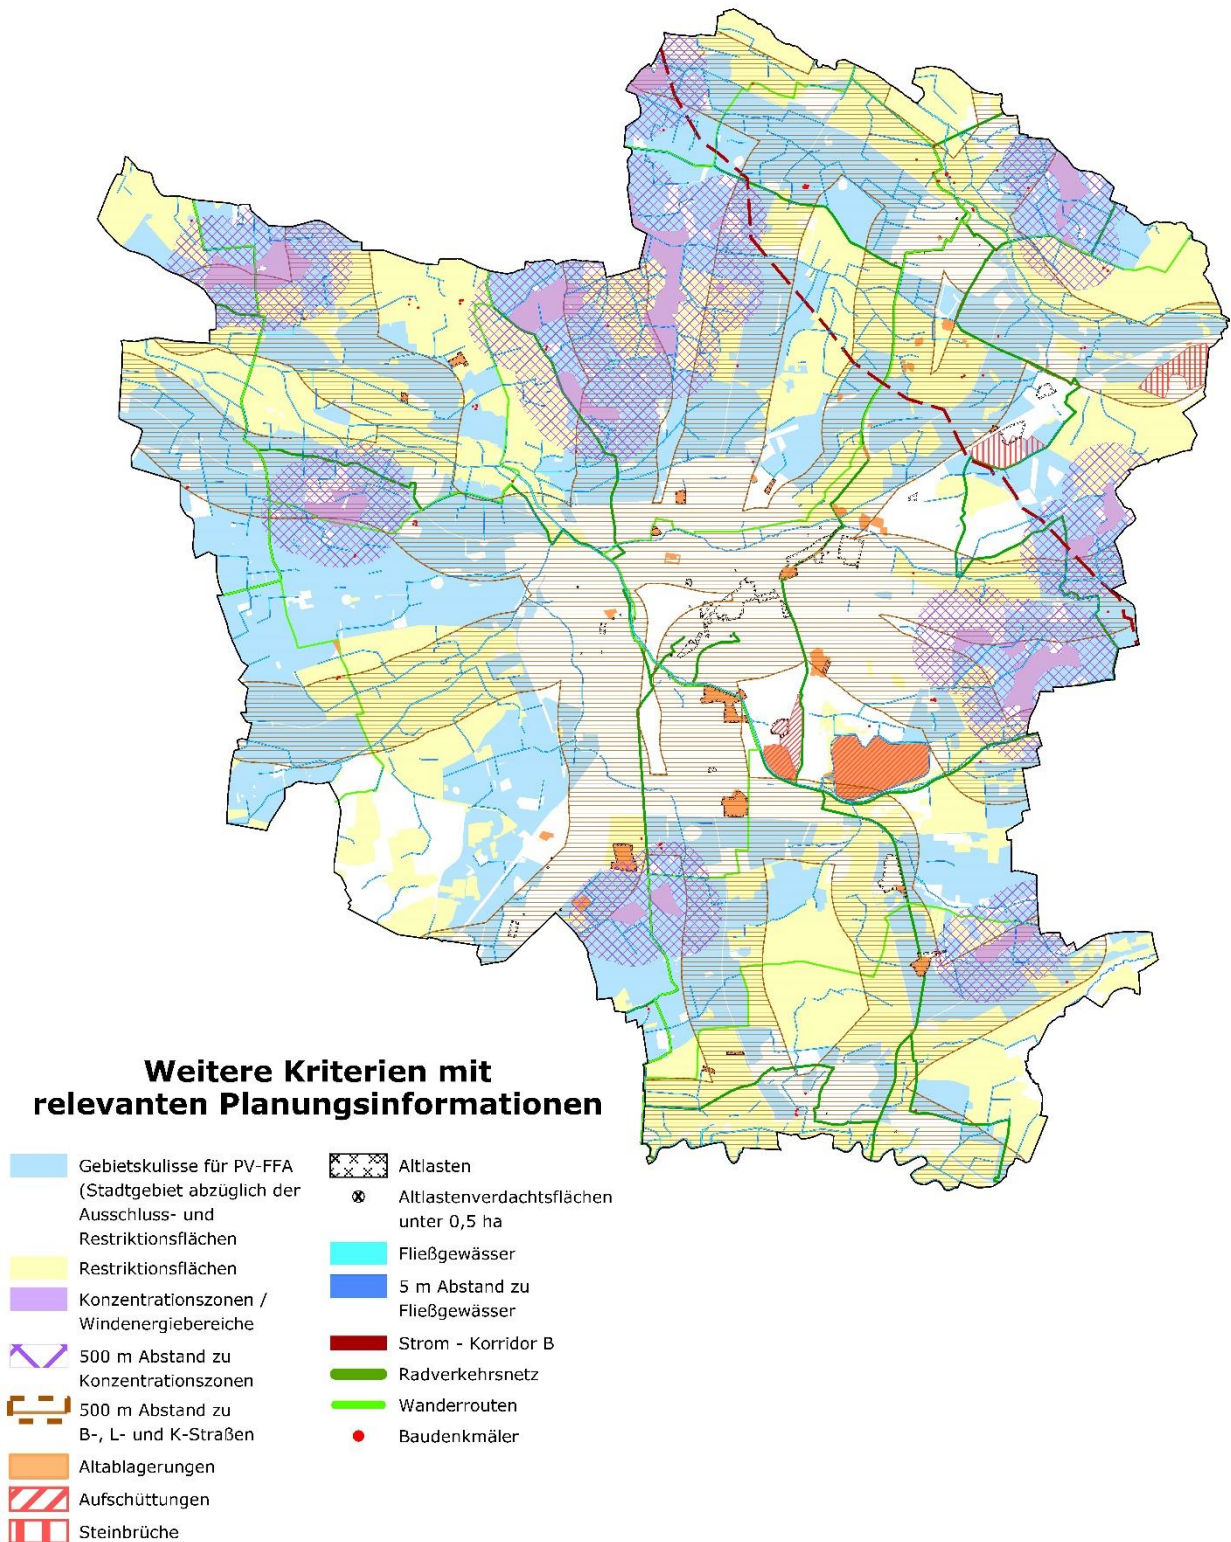 Weitere Kriterien mit
relevanten Planungsinformationen
Gebietskulisse für PV-FFA
(Stadtgebiet abzüglich der
Ausschluss- und
Restriktionsflächen
Restriktionsflächen
Konzentrationszonen /
Windenergiebereiche
500 m Abstand zu
Konzentrationszonen
500 m Abstand zu
B-, L- und K-Straßen
Altablagerungen
Aufschüttungen
Steinbrüche
Altlasten
Altlastenverdachtsflächen
unter 0,5 ha
Fließgewässer
5 m Abstand zu
Fließgewässer
Strom - Korridor B
Radverkehrsnetz
Wanderrouten
Baudenkmäler